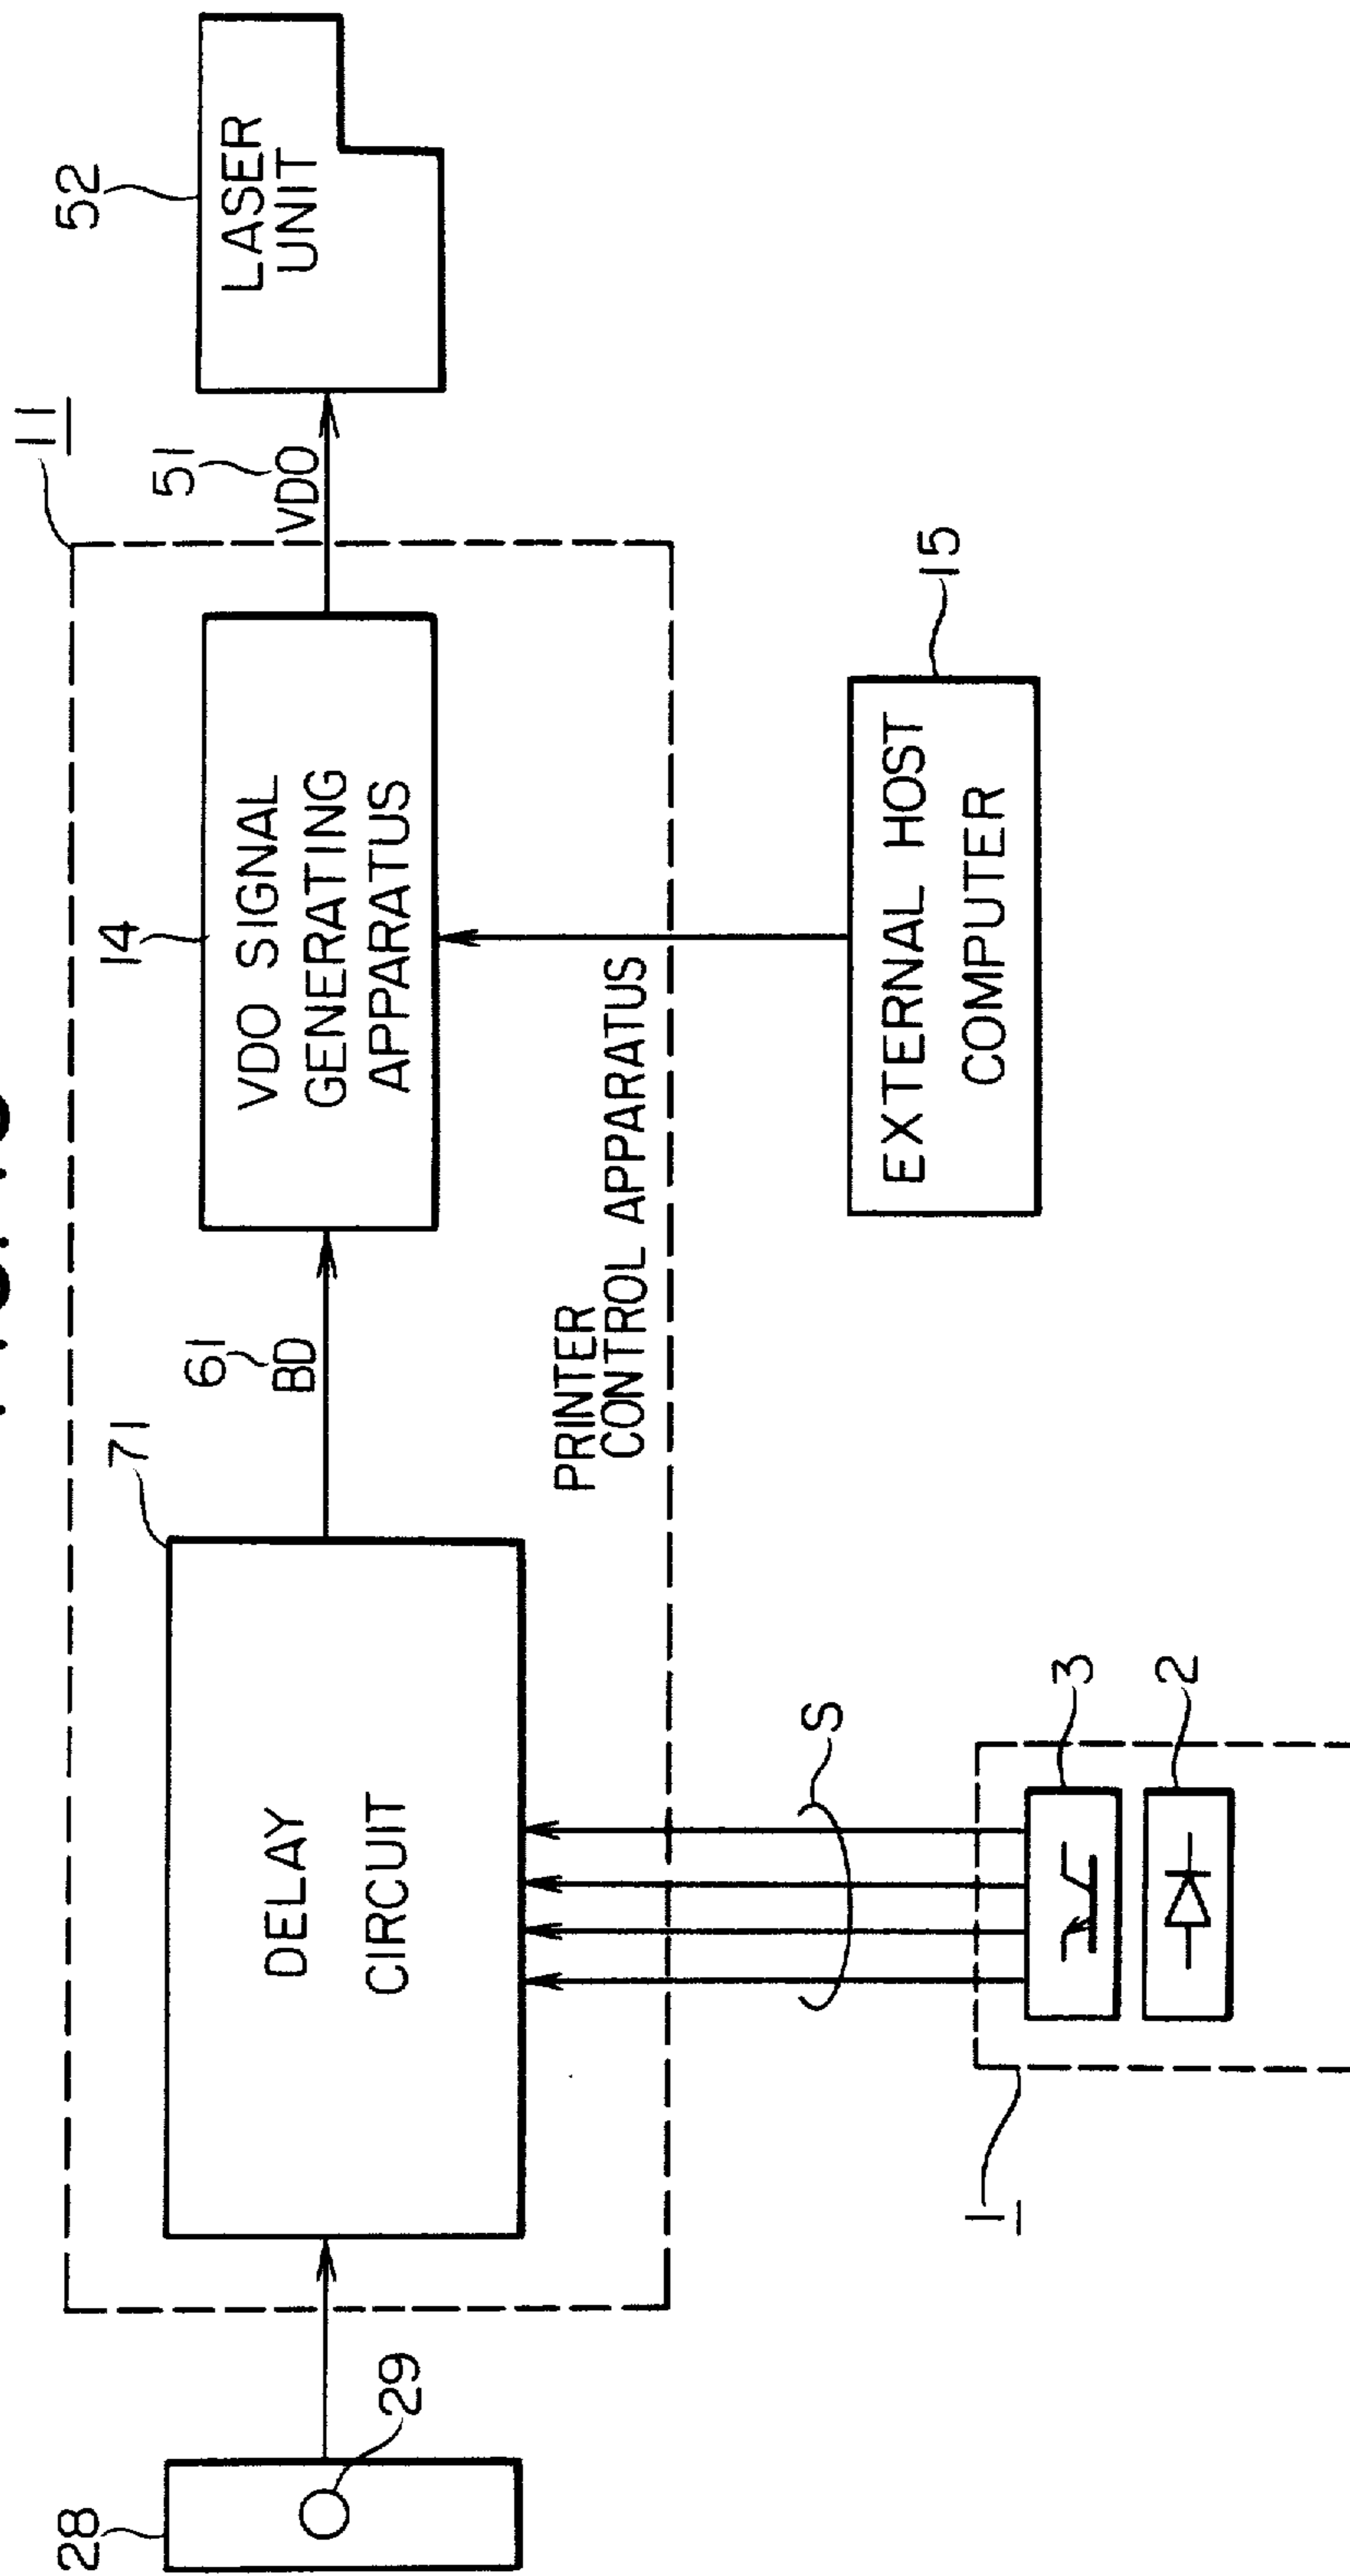 11
52
LASER
UNIT
51
VDO
14
VDO SIGNAL
GENERATING
APPARATUS
61
BD
71
DELAY
CIRCUIT
28
29
PRINTER
CONTROL APPARATUS
15
EXTERNAL HOST
COMPUTER
S
3
2
1